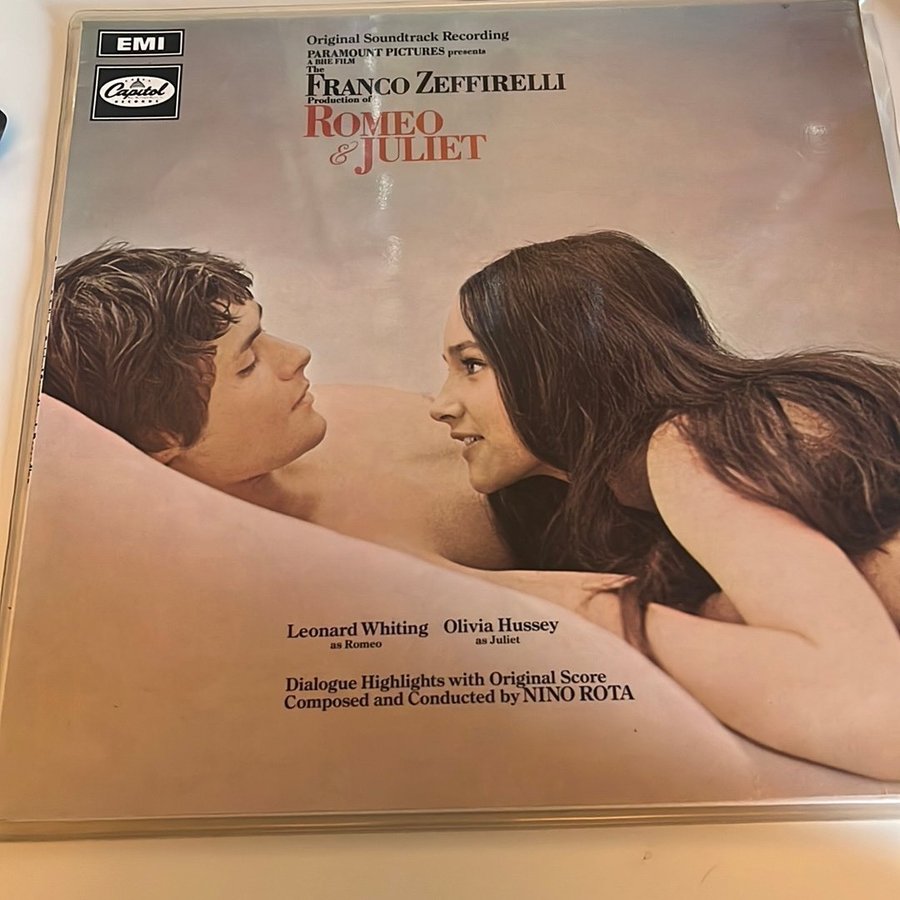 EMI
Capitol
RECORDS
Original Soundtrack Recording
PARAMOUNT PICTURES presents
A BHE FILM
The
FRANCO ZEFFIRELLI
Production of
ROMEO
& JULIET
Leonard Whiting Olivia Hussey
as Romeo as Juliet
Dialogue Highlights with Original Score
Composed and Conducted by NINO ROTA